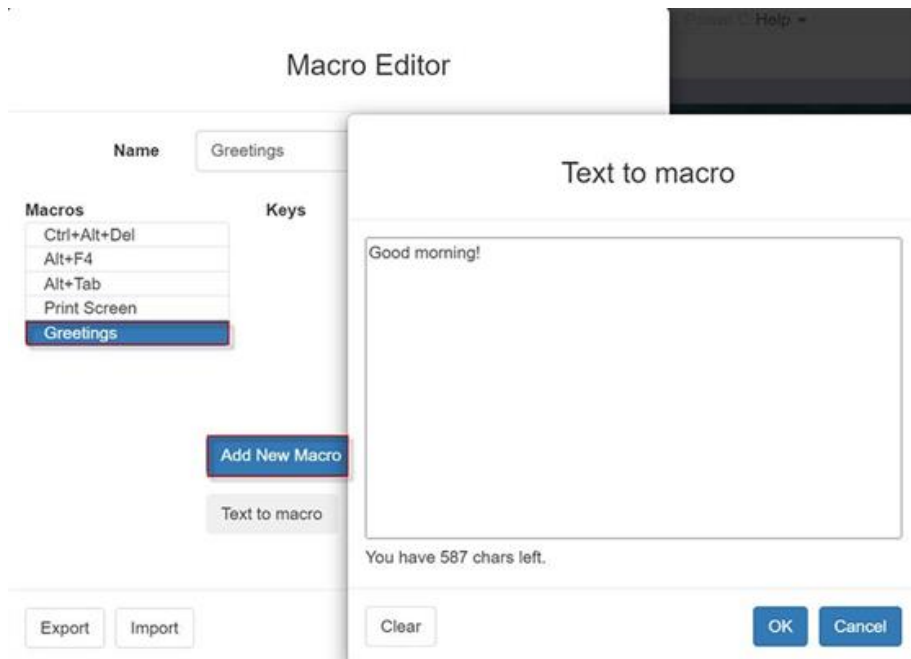 Help
Macro Editor
Name
Greetings
Macros
Keys
Ctrl+Alt+Del
Alt+F4
Alt+Tab
Print Screen
Greetings
Add New Macro
Text to macro
Export
Import
Text to macro
Good morning!
You have 587 chars left.
Clear
OK
Cancel